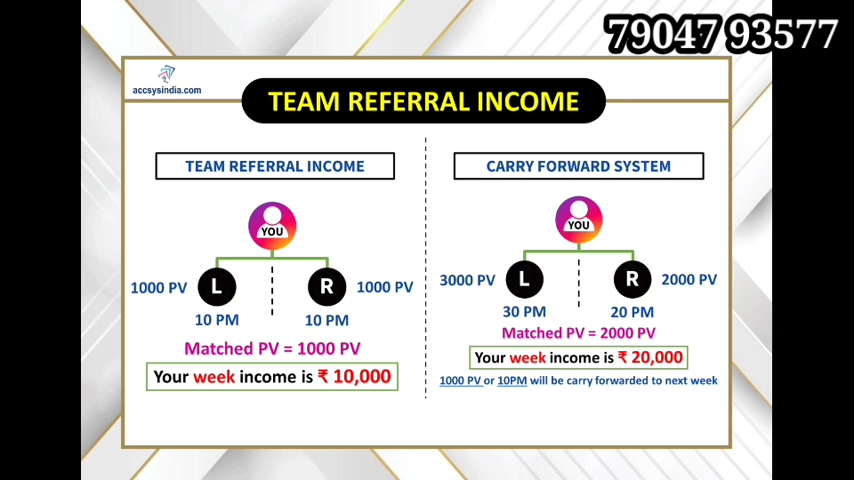 79047 93577
accsysindia.com
TEAM REFERRAL INCOME
TEAM REFERRAL INCOME
YOU
1000 PV L R 1000 PV
10 PM 10 PM
Matched PV = 1000 PV
Your week income is ₹ 10,000
CARRY FORWARD SYSTEM
YOU
3000 PV L R 2000 PV
30 PM 20 PM
Matched PV = 2000 PV
Your week income is ₹ 20,000
1000 PV or 10PM will be carry forwarded to next week